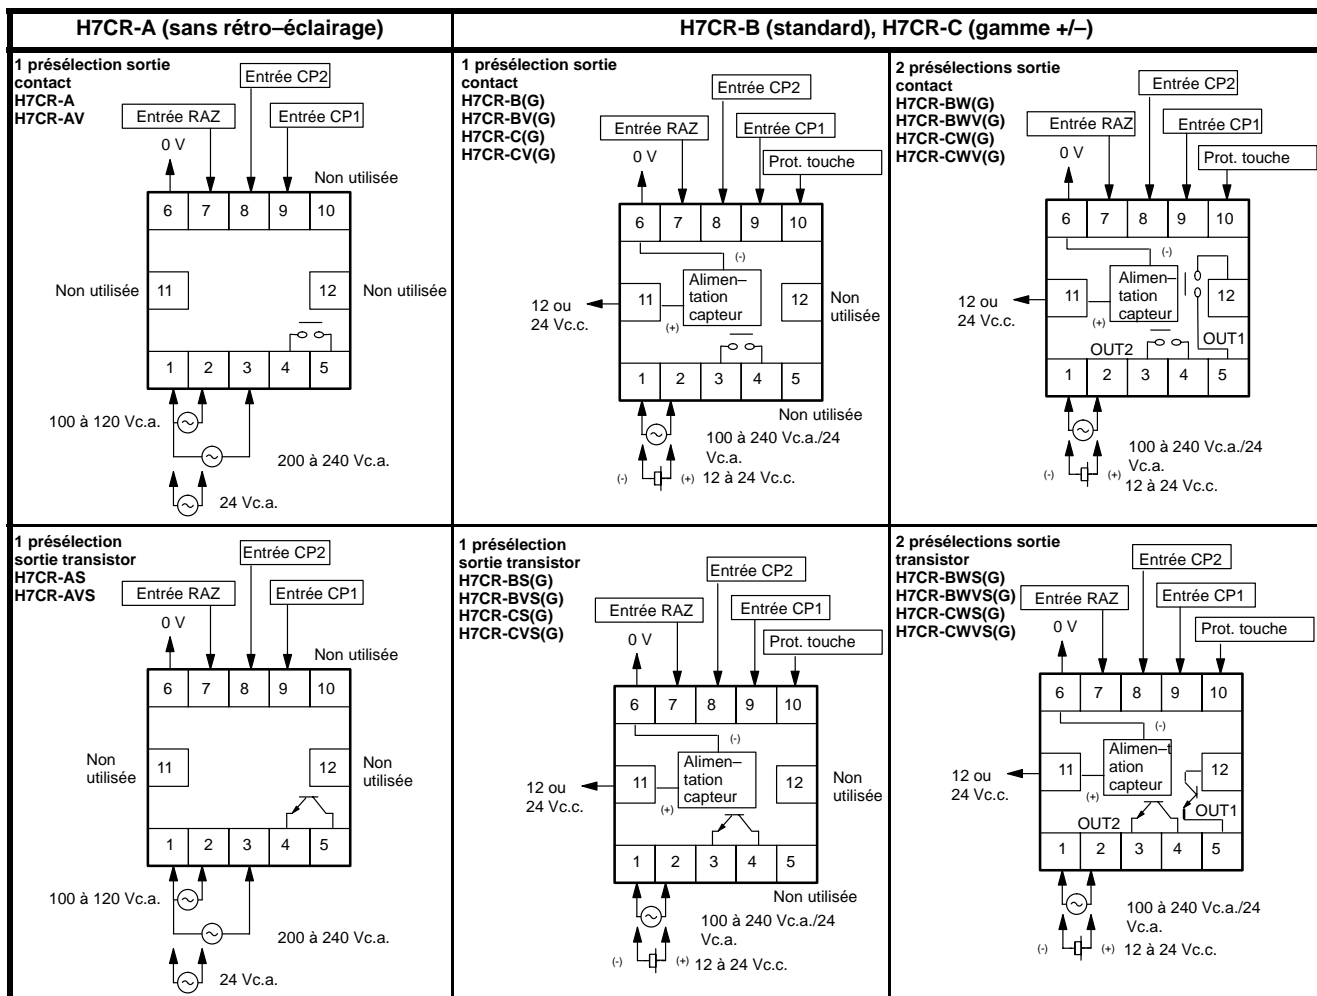 H7CR-A (sans rétro–éclairage)
H7CR-B (standard), H7CR-C (gamme +/–)
1 présélection sortie
contact
H7CR-A
H7CR-AV
Entrée CP2
Entrée RAZ
Entrée CP1
0 V
Non utilisée
6 7 8 9 10
Non utilisée
11
12
Non utilisée
1 2 3 4 5
100 à 120 Vc.a.
200 à 240 Vc.a.
24 Vc.a.
1 présélection sortie
contact
H7CR-B(G)
H7CR-BV(G)
H7CR-C(G)
H7CR-CV(G)
Entrée CP2
Entrée RAZ
Entrée CP1
0 V
Prot. touche
6 7 8 9 10
(-)
Alimen–
tation
capteur
11
12
(+)
12 ou
24 Vc.c.
Non
utilisée
1 2 3 4 5
Non utilisée
100 à 240 Vc.a./24
Vc.a.
(-)
(+) 12 à 24 Vc.c.
2 présélections sortie
contact
H7CR-BW(G)
H7CR-BWV(G)
H7CR-CW(G)
H7CR-CWV(G)
Entrée CP2
Entrée RAZ
Entrée CP1
0 V
Prot. touche
6 7 8 9 10
(-)
Alimen–
tation
capteur
11
12
(+)
12 ou
24 Vc.c.
OUT2
OUT1
1 2 3 4 5
100 à 240 Vc.a./24
Vc.a.
(-)
(+)
12 à 24 Vc.c.
1 présélection
sortie transistor
H7CR-AS
H7CR-AVS
Entrée CP2
Entrée RAZ
Entrée CP1
0 V
Non utilisée
6 7 8 9 10
Non
utilisée
11
12
Non
utilisée
1 2 3 4 5
100 à 120 Vc.a.
200 à 240 Vc.a.
24 Vc.a.
1 présélection
sortie transistor
H7CR-BS(G)
H7CR-BVS(G)
H7CR-CS(G)
H7CR-CVS(G)
Entrée CP2
Entrée RAZ
Entrée CP1
0 V
Prot. touche
6 7 8 9 10
(-)
Alimen–
tation
capteur
11
12
(+)
12 ou
24 Vc.c.
Non
utilisée
1 2 3 4 5
Non utilisée
100 à 240 Vc.a./24
Vc.a.
(-)
(+) 12 à 24 Vc.c.
2 présélections sortie
transistor
H7CR-BWS(G)
H7CR-BWVS(G)
H7CR-CWS(G)
H7CR-CWVS(G)
Entrée CP2
Entrée RAZ
Entrée CP1
0 V
Prot. touche
6 7 8 9 10
(-)
Alimen–t
ation
capteur
11
12
(+)
12 ou
24 Vc.c.
OUT2
OUT1
1 2 3 4 5
100 à 240 Vc.a./24
Vc.a.
(-)
(+) 12 à 24 Vc.c.